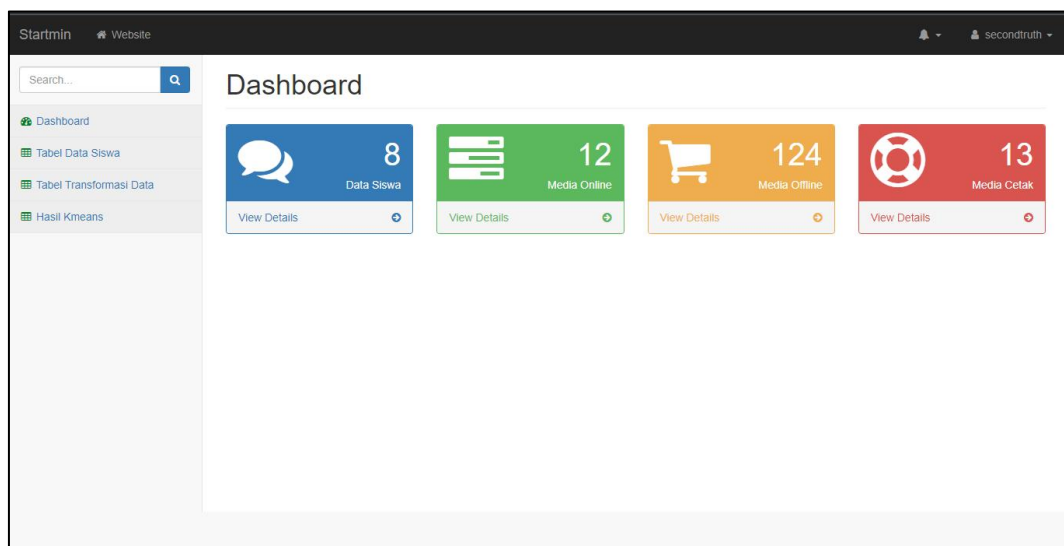 Startmin Website secondtruth
Search...
Dashboard
Tabel Data Siswa
Tabel Transformasi Data
Hasil Kmeans
Dashboard
8
Data Siswa
View Details
12
Media Online
View Details
124
Media Offline
View Details
13
Media Cetak
View Details